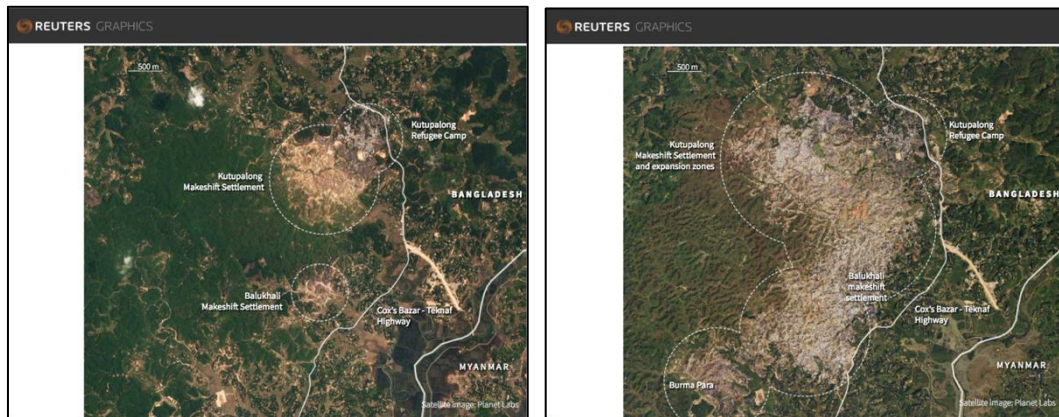 REUTERS GRAPHICS
500 m
Kutupalong
Refugee Camp
Kutupalong
Makeshift Settlement
BANGLADESH
Balukhali
Makeshift Settlement
Cox's Bazar - Teknaf
Highway
MYANMAR
Satellite image: Planet Labs
REUTERS GRAPHICS
500 m
Kutupalong
Refugee Camp
Kutupalong
Makeshift Settlement
and expansion zones
BANGLADESH
Balukhali
makeshift
settlement
Cox's Bazar - Teknaf
Highway
MYANMAR
Burma Para
Satellite image: Planet Labs